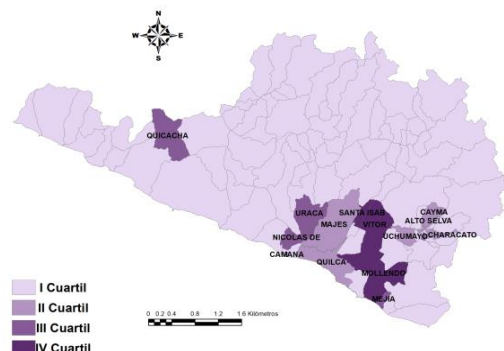 N
W E
S
QUICACHA
URACA
SANTA ISAB
CAYMA
MAJES
VITOR
ALTO SELVA
NICOLAS DE
UCHUMAYO
CHARACATO
CAMANA
QUILCA
MOLLENDO
MEJIA
I Cuartil
II Cuartil
III Cuartil
IV Cuartil
0 0.2 0.4 0.8 1.2 1.6 Kilómetros